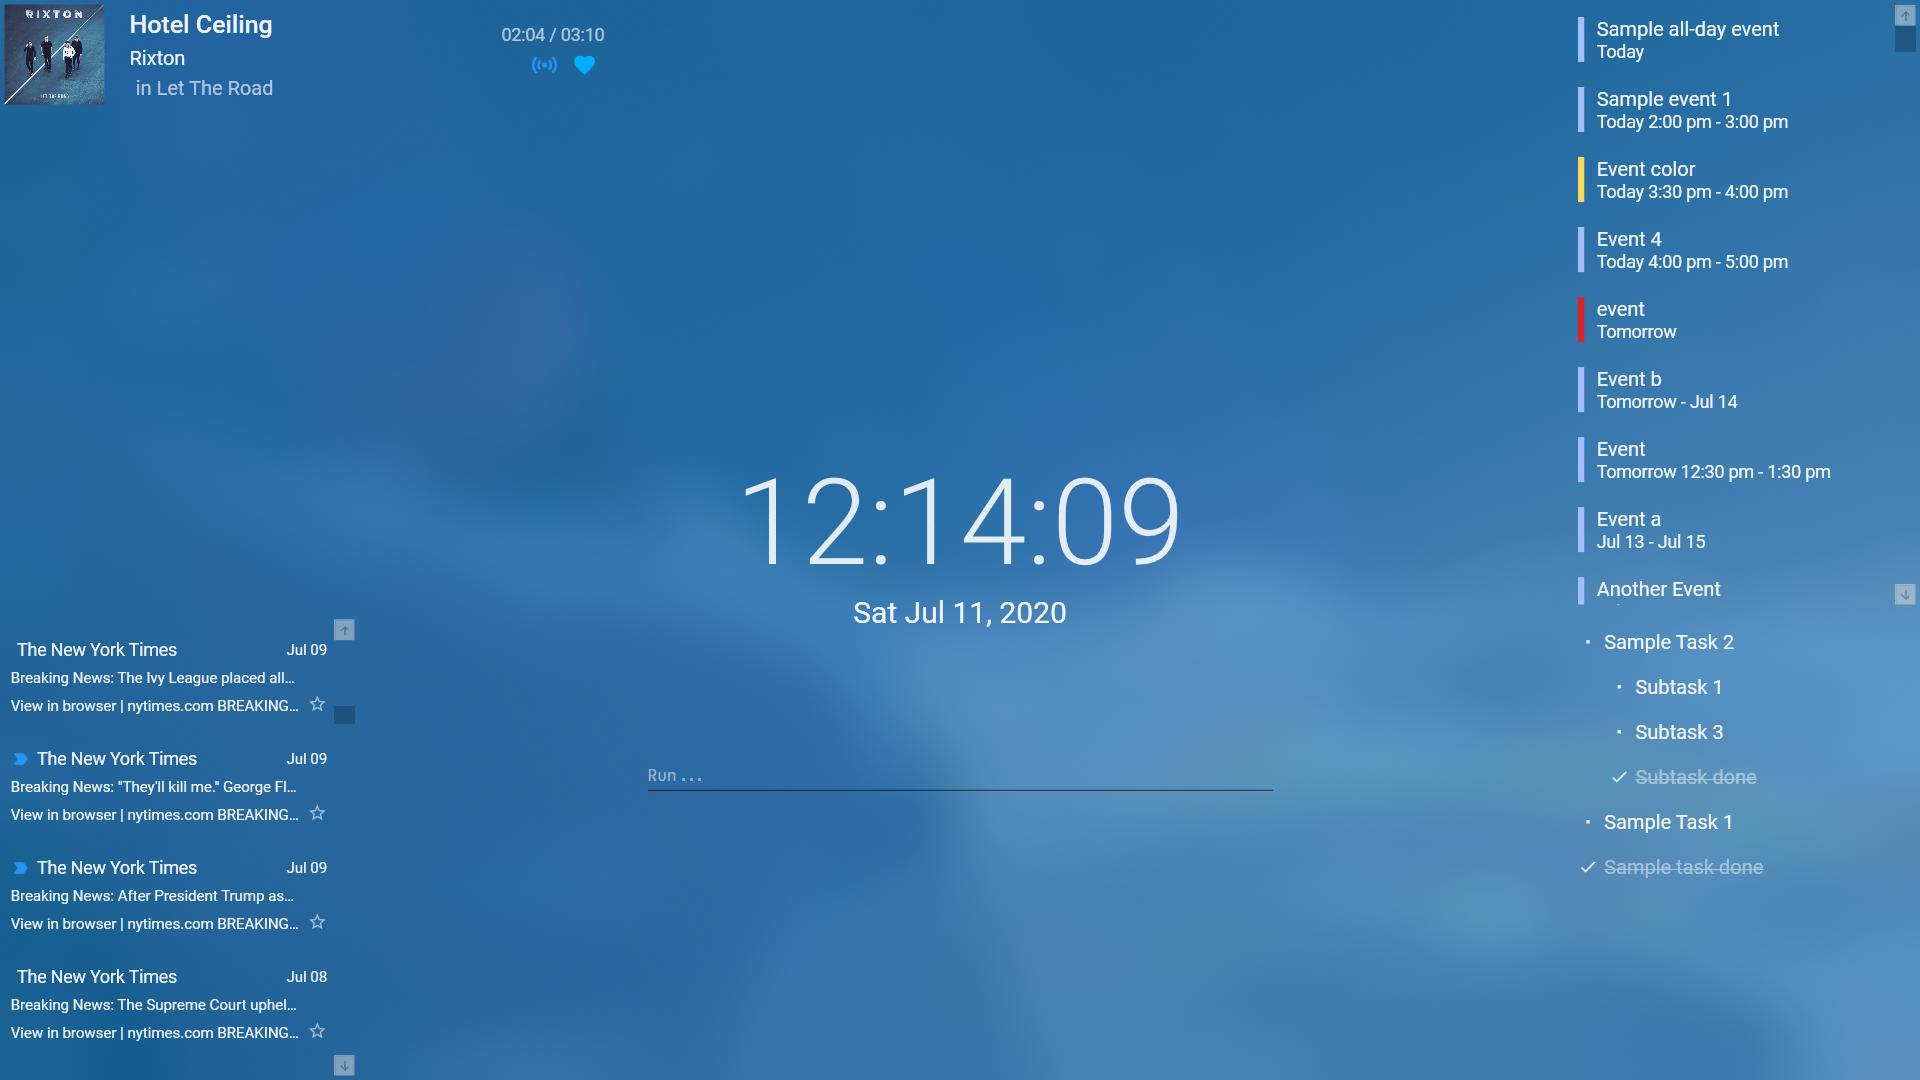 RIXTON
LET THE ROAD
Hotel Ceiling
Rixton
in Let The Road
02:04 / 03:10
Sample all-day event
Today
Sample event 1
Today 2:00 pm - 3:00 pm
Event color
Today 3:30 pm - 4:00 pm
Event 4
Today 4:00 pm - 5:00 pm
event
Tomorrow
Event b
Tomorrow - Jul 14
Event
Tomorrow 12:30 pm - 1:30 pm
Event a
Jul 13 - Jul 15
Another Event
12:14:09
Sat Jul 11, 2020
Run ...
The New York Times Jul 09
Breaking News: The Ivy League placed all...
View in browser | nytimes.com BREAKING...
The New York Times Jul 09
Breaking News: "They'll kill me." George Fl...
View in browser | nytimes.com BREAKING...
The New York Times Jul 09
Breaking News: After President Trump as...
View in browser | nytimes.com BREAKING...
The New York Times Jul 08
Breaking News: The Supreme Court uphel...
View in browser | nytimes.com BREAKING...
Sample Task 2
Subtask 1
Subtask 3
Subtask done
Sample Task 1
Sample task done